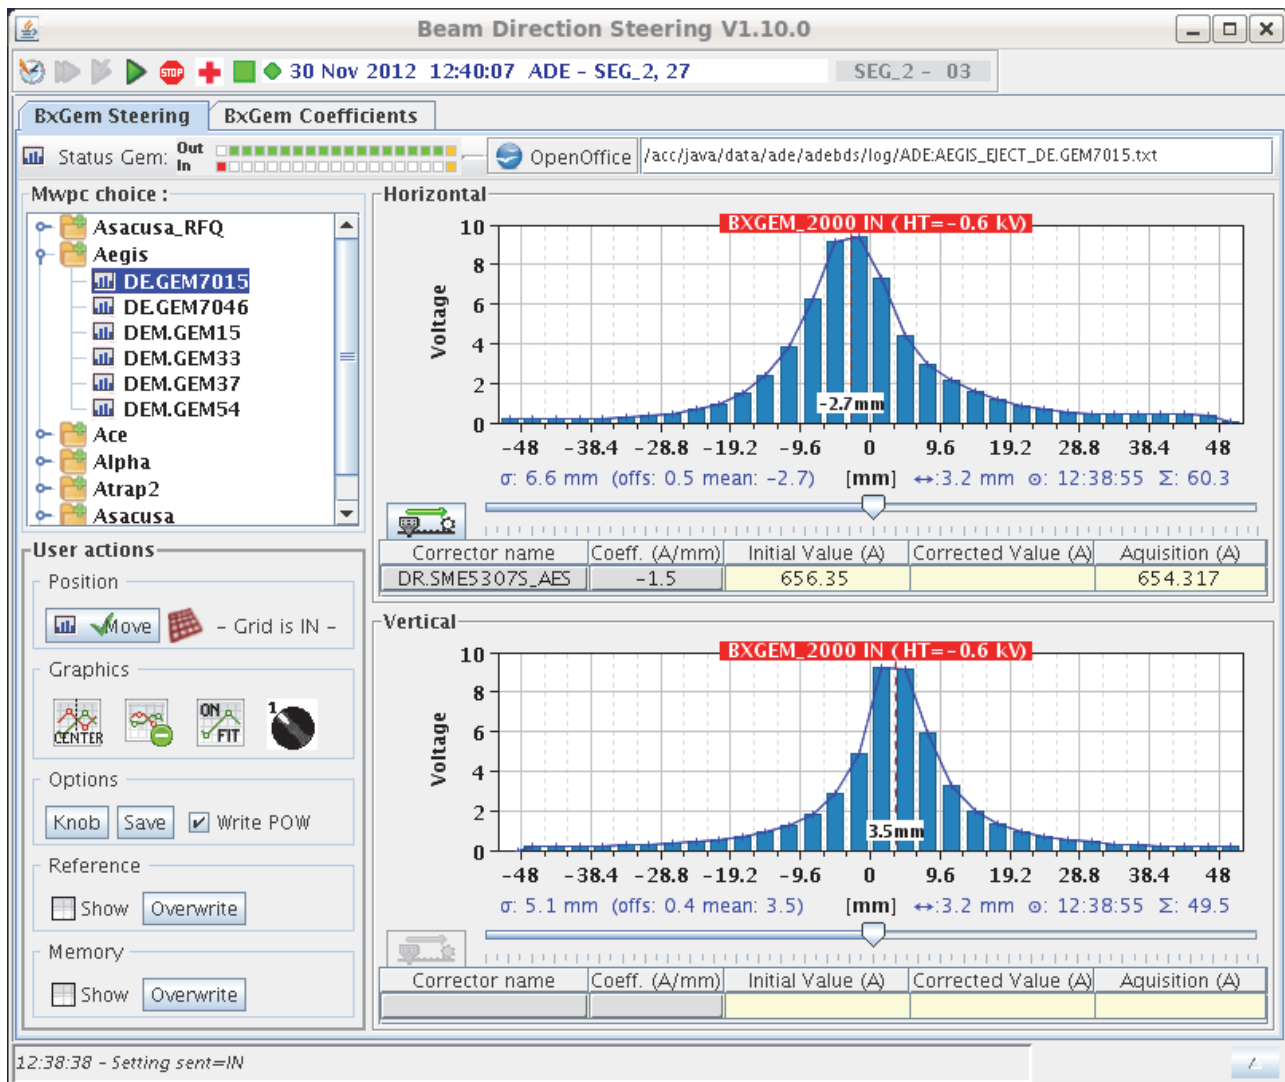 Beam Direction Steering V1.10.0
STOP 30 Nov 2012 12:40:07 ADE - SEG_2, 27 SEG_2 - 03
BxGem Steering BxGem Coefficients
Status Gem: Out In OpenOffice /acc/java/data/ade/adebds/log/ADE:AEGIS_EJECT_DE.GEM7015.txt
Mwpc choice :
Asacusa_RFQ
Aegis
DE.GEM7015
DE.GEM7046
DEM.GEM15
DEM.GEM33
DEM.GEM37
DEM.GEM54
Ace
Alpha
Atrap2
Asacusa
User actions
Position
Move - Grid is IN -
Graphics
CENTER ON FIT 1
Options
Knob Save Write POW
Reference
Show Overwrite
Memory
Show Overwrite
Horizontal
BXGEM_2000 IN (HT=-0.6 kV)
Voltage
10
8
6
4
2
0
-2.7mm
-48 -38.4 -28.8 -19.2 -9.6 0 9.6 19.2 28.8 38.4 48
σ: 6.6 mm (offs: 0.5 mean: -2.7) [mm] ↔:3.2 mm ⊙: 12:38:55 Σ: 60.3
Corrector name Coeff. (A/mm) Initial Value (A) Corrected Value (A) Aquisition (A)
DR.SME5307S_AES -1.5 656.35 654.317
Vertical
BXGEM_2000 IN (HT=-0.6 kV)
Voltage
10
8
6
4
2
0
3.5mm
-48 -38.4 -28.8 -19.2 -9.6 0 9.6 19.2 28.8 38.4 48
σ: 5.1 mm (offs: 0.4 mean: 3.5) [mm] ↔:3.2 mm ⊙: 12:38:55 Σ: 49.5
Corrector name Coeff. (A/mm) Initial Value (A) Corrected Value (A) Aquisition (A)
12:38:38 - Setting sent=IN